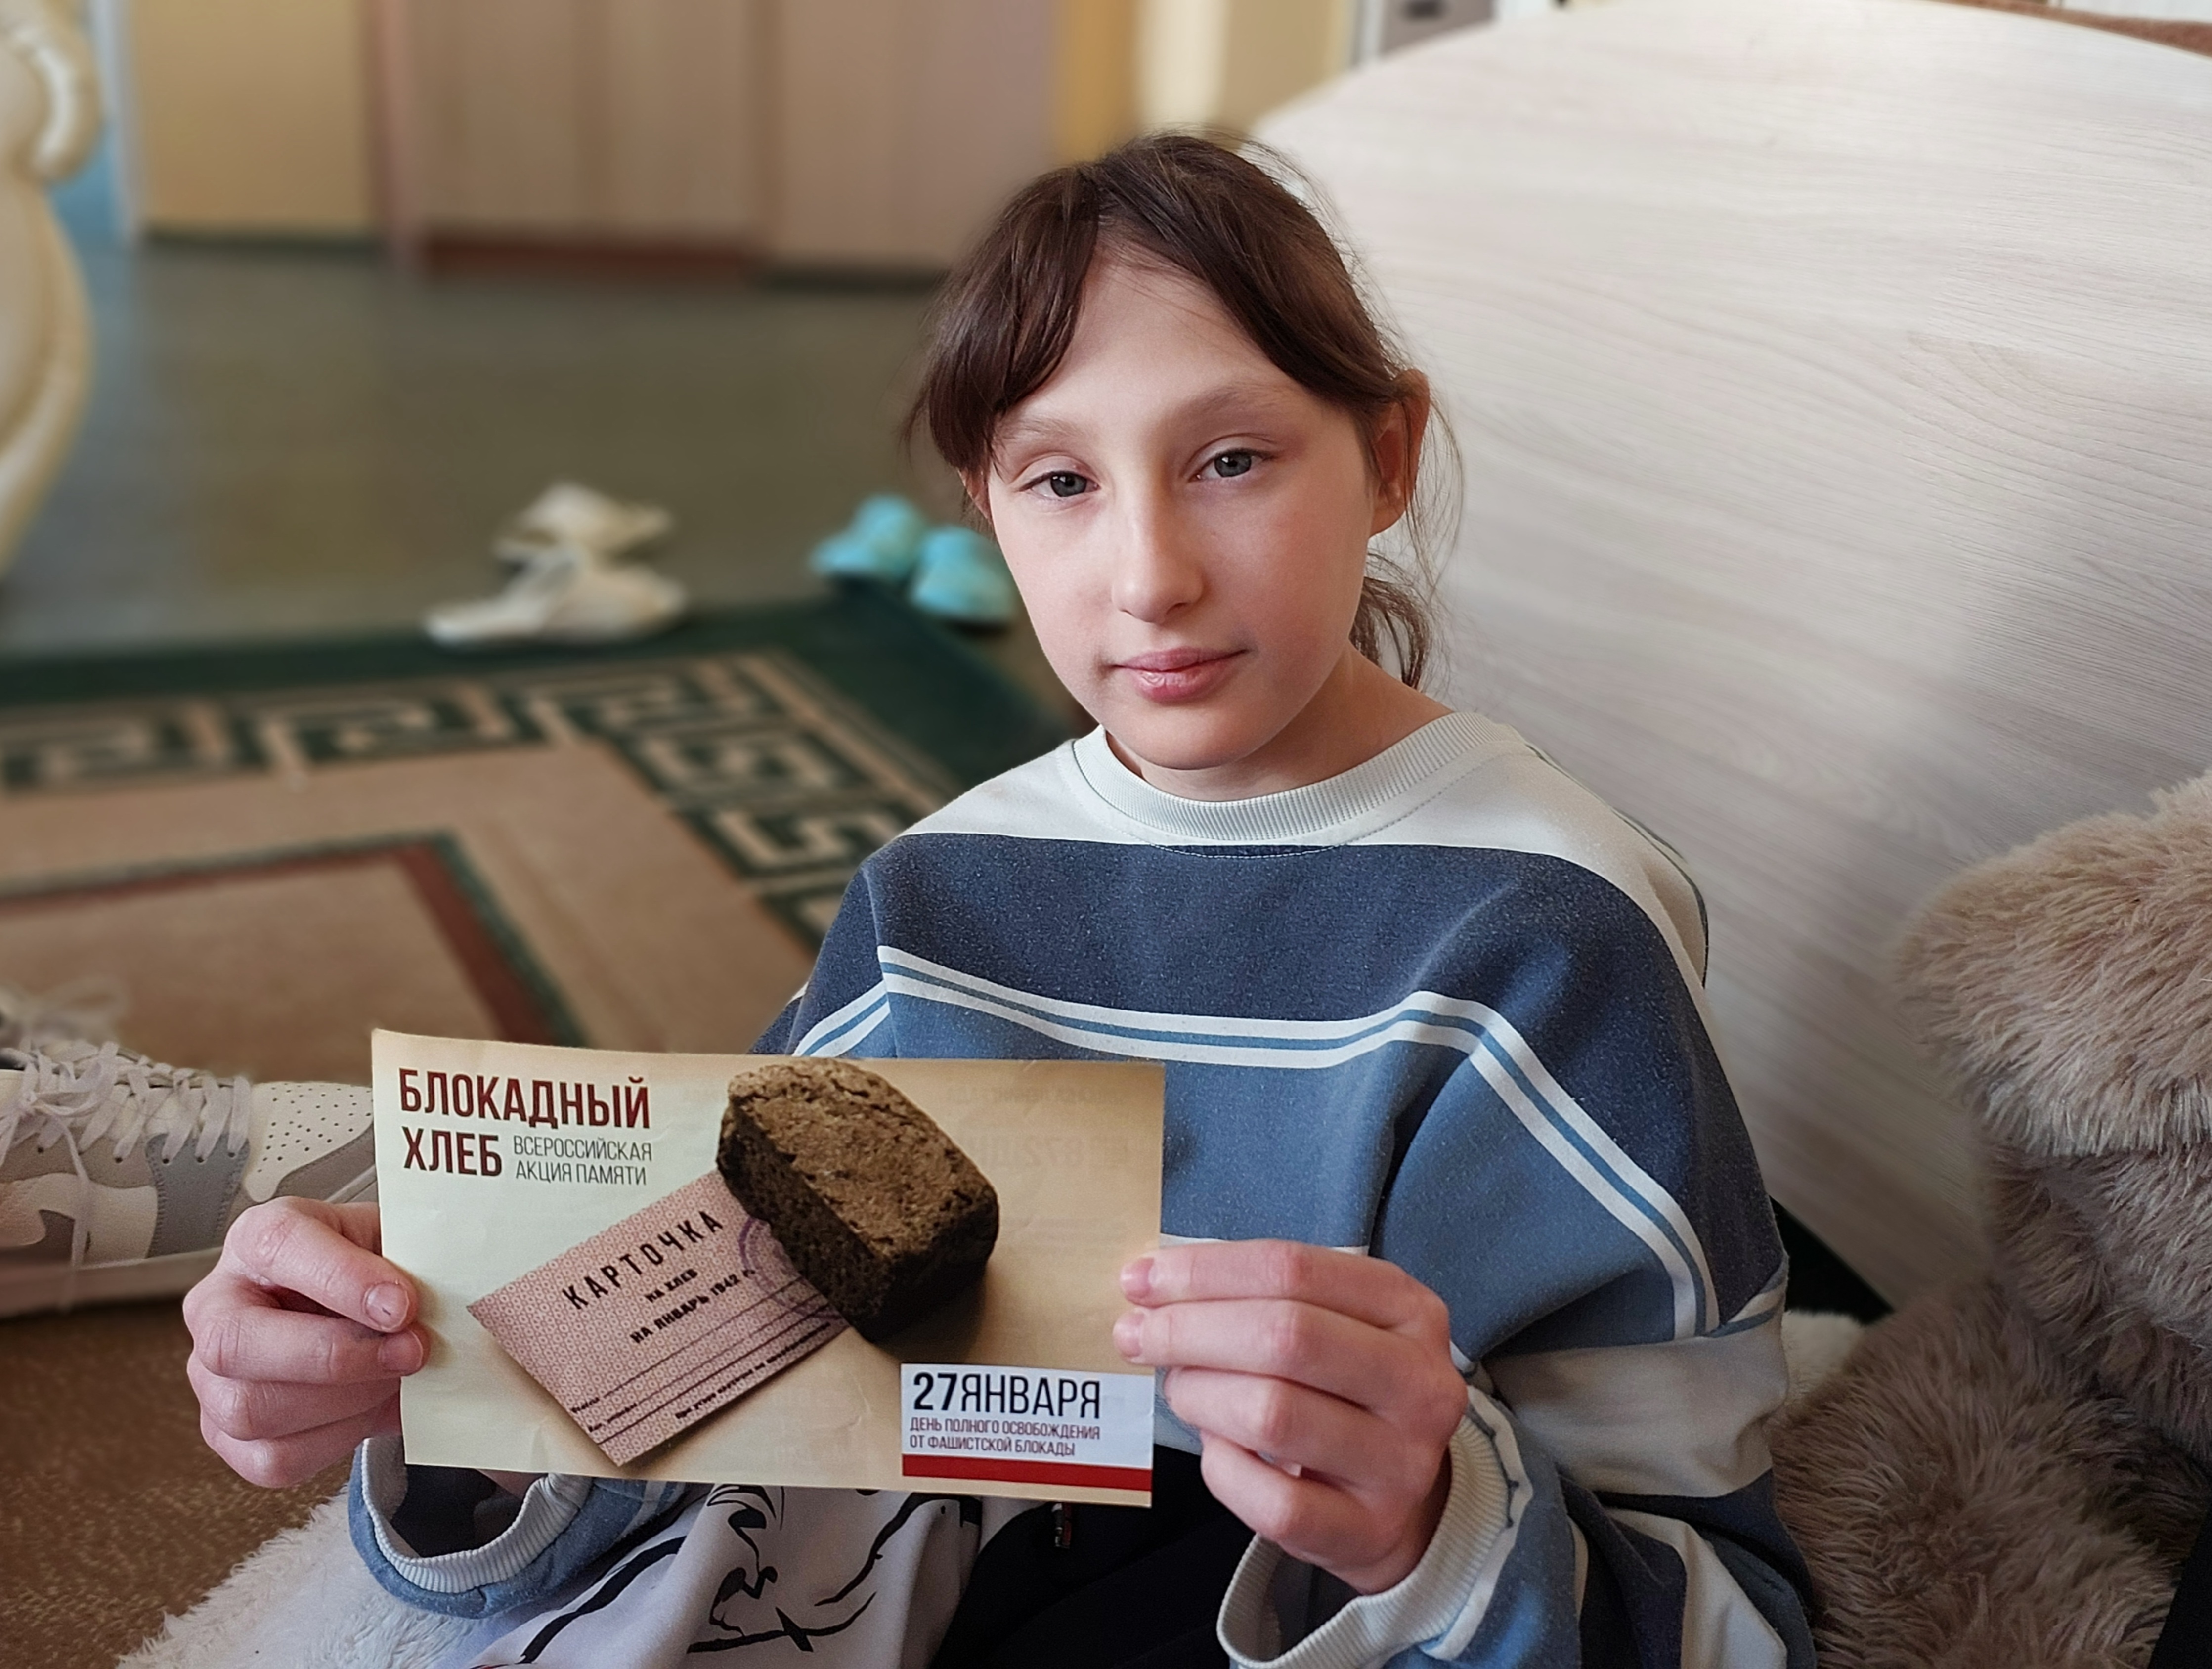 БЛОКАДНЫЙ
ХЛЕБ
ВСЕРОССИЙСКАЯ
АКЦИЯ ПАМЯТИ
КАРТОЧКА
НА ХЛЕБ
НА ЯНВАРЬ 1942 г.
27ЯНВАРЯ
ДЕНЬ ПОЛНОГО ОСВОБОЖДЕНИЯ
ОТ ФАШИСТСКОЙ БЛОКАДЫ